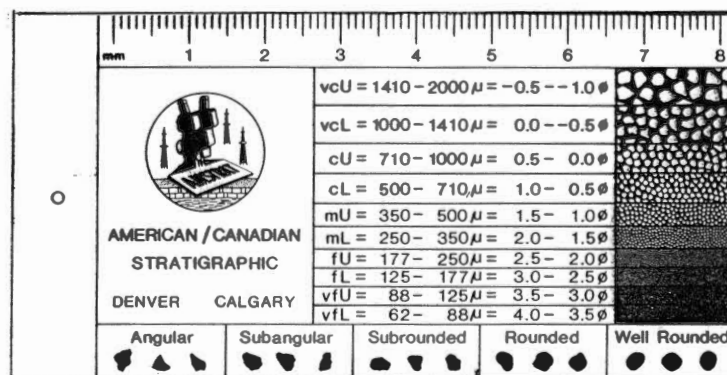 mm 1 2 3 4 5 6 7 8
AMSTRAT
AMERICAN / CANADIAN
STRATIGRAPHIC
DENVER CALGARY
vcU = 1410 - 2000 µ = -0.5 - -1.0 ø
vcL = 1000 - 1410 µ = 0.0 - -0.5 ø
cU = 710 - 1000 µ = 0.5 - 0.0 ø
cL = 500 - 710 µ = 1.0 - 0.5 ø
mU = 350 - 500 µ = 1.5 - 1.0 ø
mL = 250 - 350 µ = 2.0 - 1.5 ø
fU = 177 - 250 µ = 2.5 - 2.0 ø
fL = 125 - 177 µ = 3.0 - 2.5 ø
vfU = 88 - 125 µ = 3.5 - 3.0 ø
vfL = 62 - 88 µ = 4.0 - 3.5 ø
Angular Subangular Subrounded Rounded Well Rounded